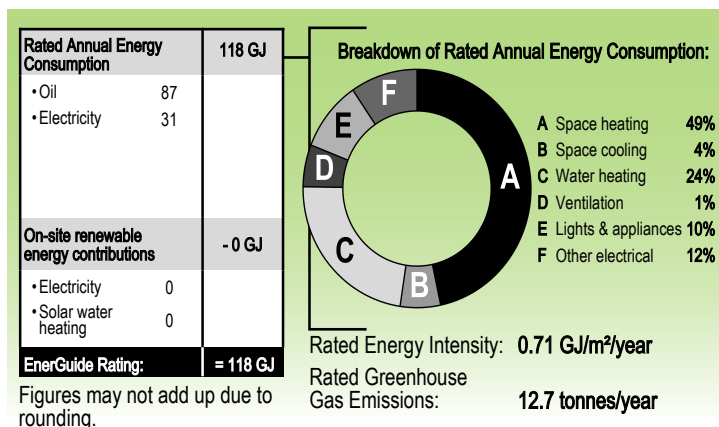 Rated Annual Energy Consumption 118 GJ
• Oil 87
• Electricity 31
On-site renewable energy contributions - 0 GJ
• Electricity 0
• Solar water heating 0
EnerGuide Rating: = 118 GJ
Figures may not add up due to
rounding.
Breakdown of Rated Annual Energy Consumption:
F
E
D
C
B
A
A Space heating 49%
B Space cooling 4%
C Water heating 24%
D Ventilation 1%
E Lights & appliances 10%
F Other electrical 12%
Rated Energy Intensity: 0.71 GJ/m²/year
Rated Greenhouse
Gas Emissions: 12.7 tonnes/year